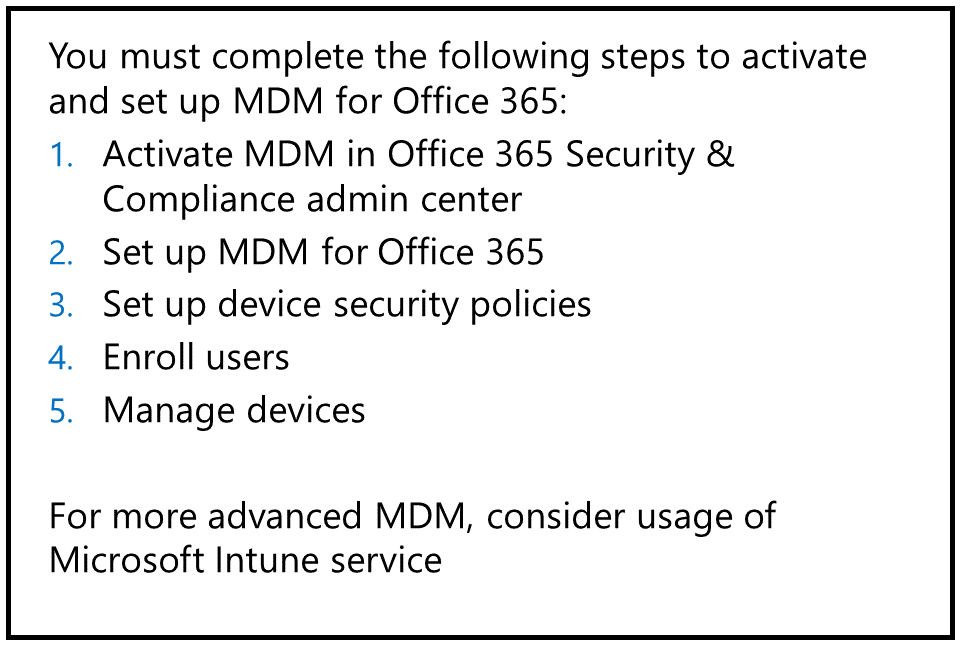 You must complete the following steps to activate
and set up MDM for Office 365:
1. Activate MDM in Office 365 Security &
Compliance admin center
2. Set up MDM for Office 365
3. Set up device security policies
4. Enroll users
5. Manage devices
For more advanced MDM, consider usage of
Microsoft Intune service